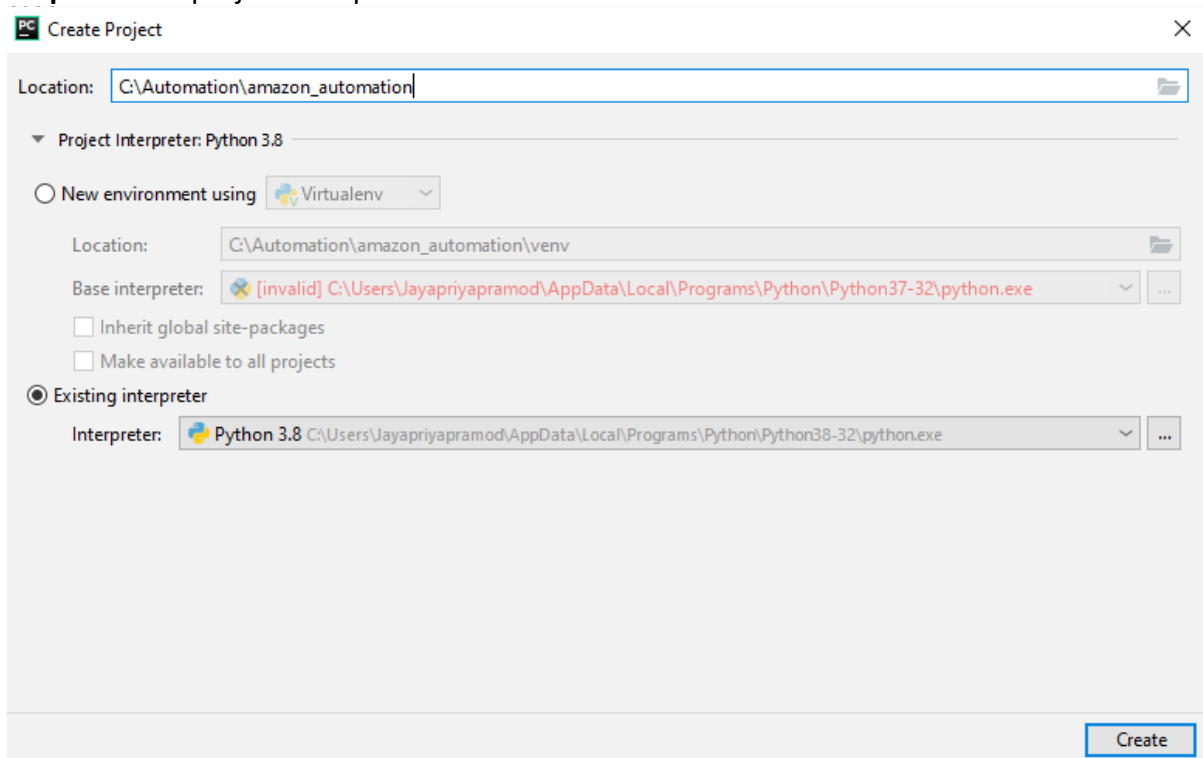 PC Create Project
Location: C:\Automation\amazon_automation
Project Interpreter: Python 3.8
New environment using Virtualenv
Location: C:\Automation\amazon_automation\venv
Base interpreter: [invalid] C:\Users\Jayapriyapramod\AppData\Local\Programs\Python\Python37-32\python.exe ...
Inherit global site-packages
Make available to all projects
Existing interpreter
Interpreter: Python 3.8 C:\Users\Jayapriyapramod\AppData\Local\Programs\Python\Python38-32\python.exe ...
Create